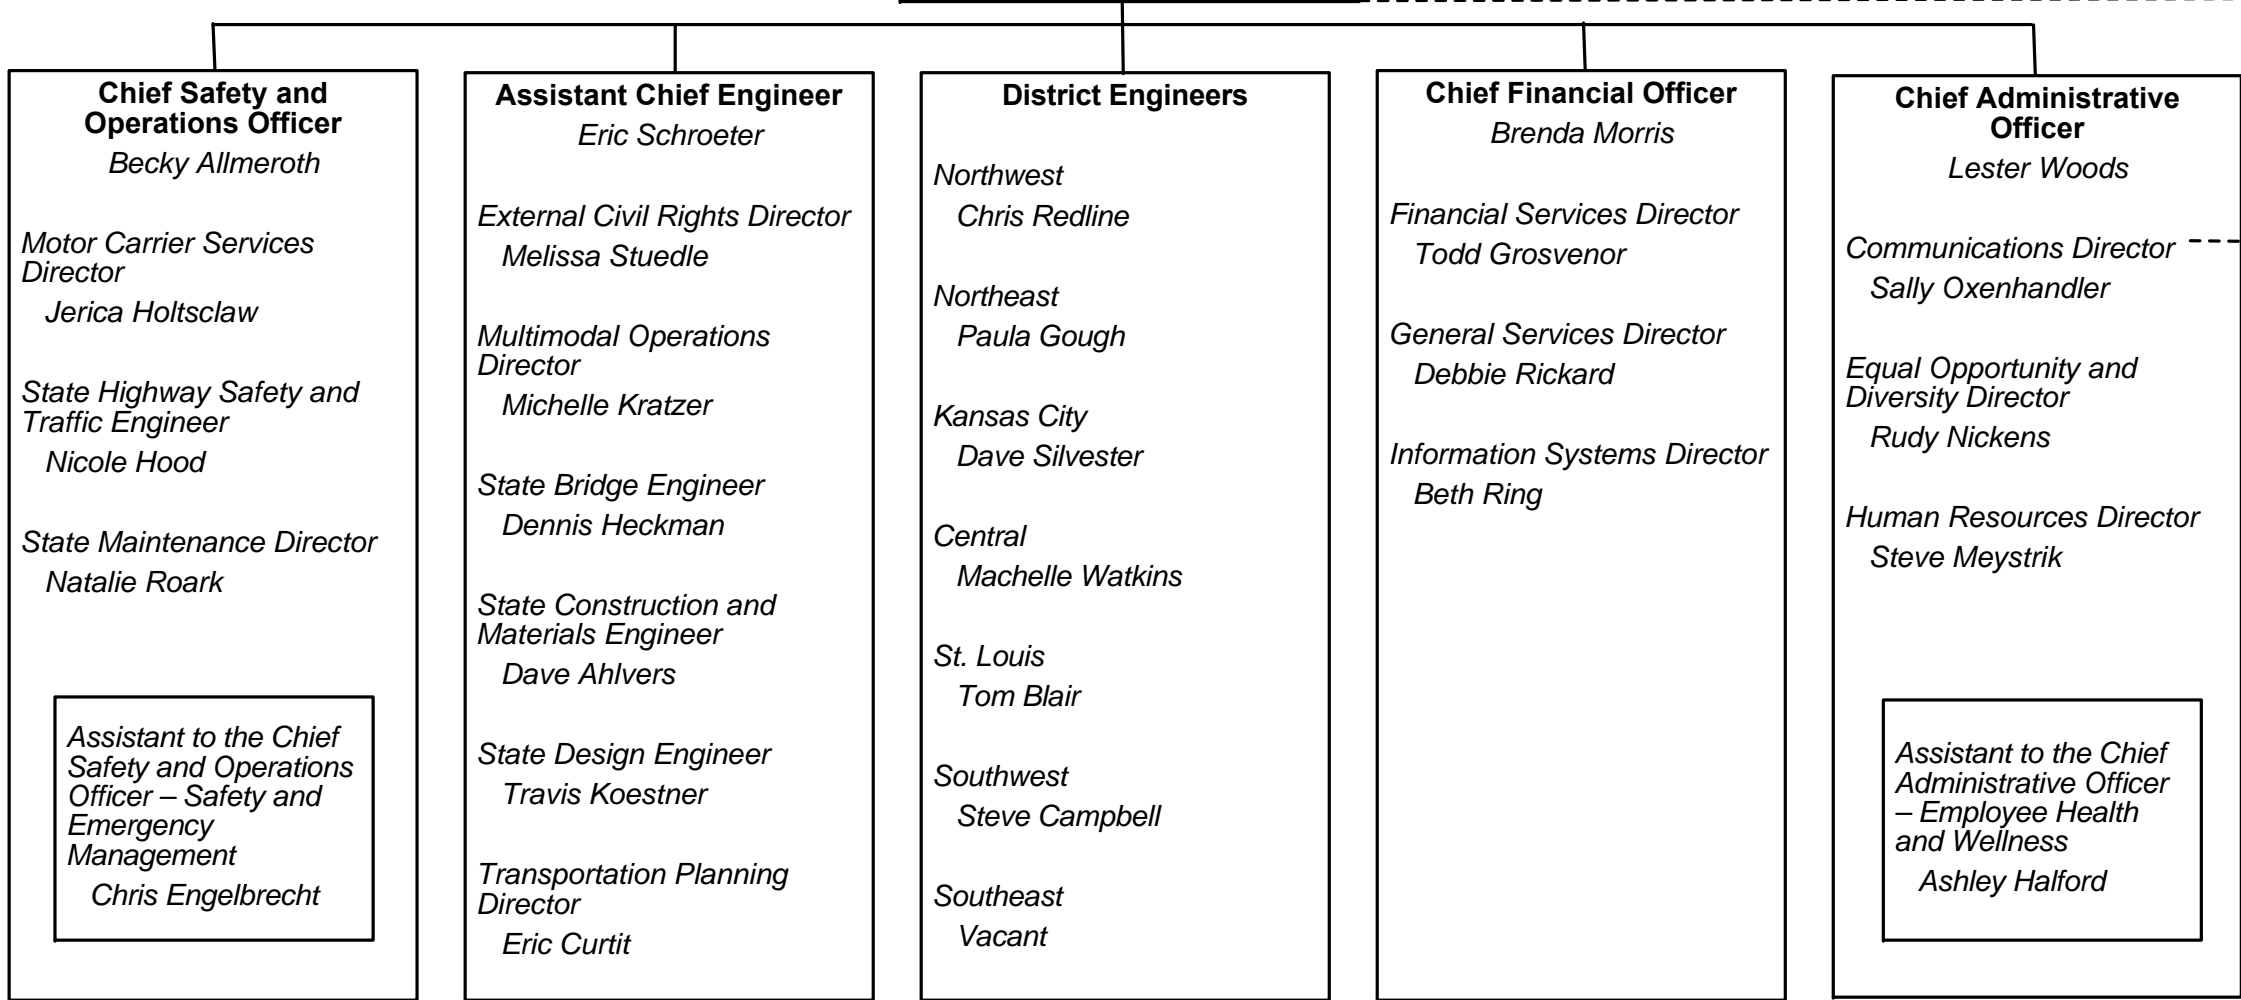 Chief Safety and
Operations Officer
Becky Allmeroth
Motor Carrier Services
Director
Jerica Holtsclaw
State Highway Safety and
Traffic Engineer
Nicole Hood
State Maintenance Director
Natalie Roark
Assistant to the Chief
Safety and Operations
Officer – Safety and
Emergency
Management
Chris Engelbrecht
Assistant Chief Engineer
Eric Schroeter
External Civil Rights Director
Melissa Stuedle
Multimodal Operations
Director
Michelle Kratzer
State Bridge Engineer
Dennis Heckman
State Construction and
Materials Engineer
Dave Ahlvers
State Design Engineer
Travis Koestner
Transportation Planning
Director
Eric Curtit
District Engineers
Northwest
Chris Redline
Northeast
Paula Gough
Kansas City
Dave Silvester
Central
Machelle Watkins
St. Louis
Tom Blair
Southwest
Steve Campbell
Southeast
Vacant
Chief Financial Officer
Brenda Morris
Financial Services Director
Todd Grosvenor
General Services Director
Debbie Rickard
Information Systems Director
Beth Ring
Chief Administrative
Officer
Lester Woods
Communications Director
Sally Oxenhandler
Equal Opportunity and
Diversity Director
Rudy Nickens
Human Resources Director
Steve Meystrik
Assistant to the Chief
Administrative Officer
– Employee Health
and Wellness
Ashley Halford